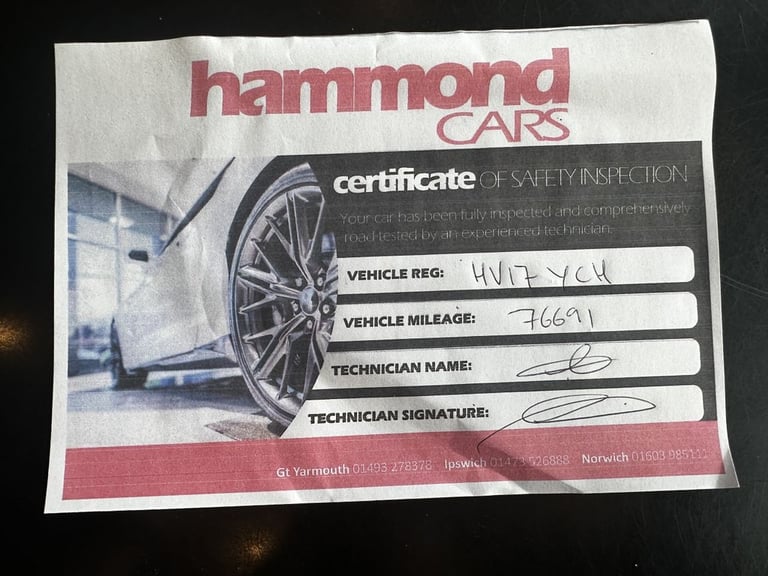 hammond
CARS
certificate OF SAFETY INSPECTION
Your car has been fully inspected and comprehensively
road tested by an experienced technician.
VEHICLE REG: HV17 YCH
VEHICLE MILEAGE: 76691
TECHNICIAN NAME:
TECHNICIAN SIGNATURE:
Gt Yarmouth 01493 278378 Ipswich 01473 526888 Norwich 01603 985111